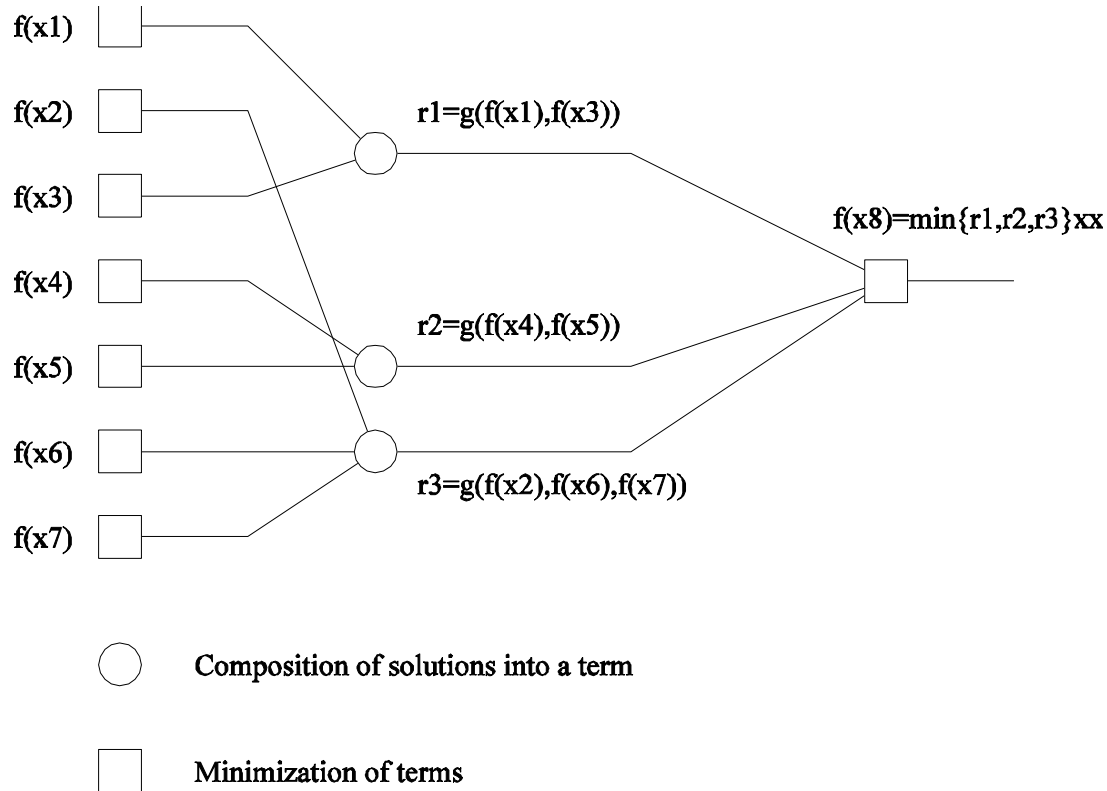 f(x1)
f(x2)
r1=g(f(x1),f(x3))
f(x3)
f(x8)=min{r1,r2,r3}xx
f(x4)
r2=g(f(x4),f(x5))
f(x5)
f(x6)
r3=g(f(x2),f(x6),f(x7))
f(x7)
Composition of solutions into a term
Minimization of terms